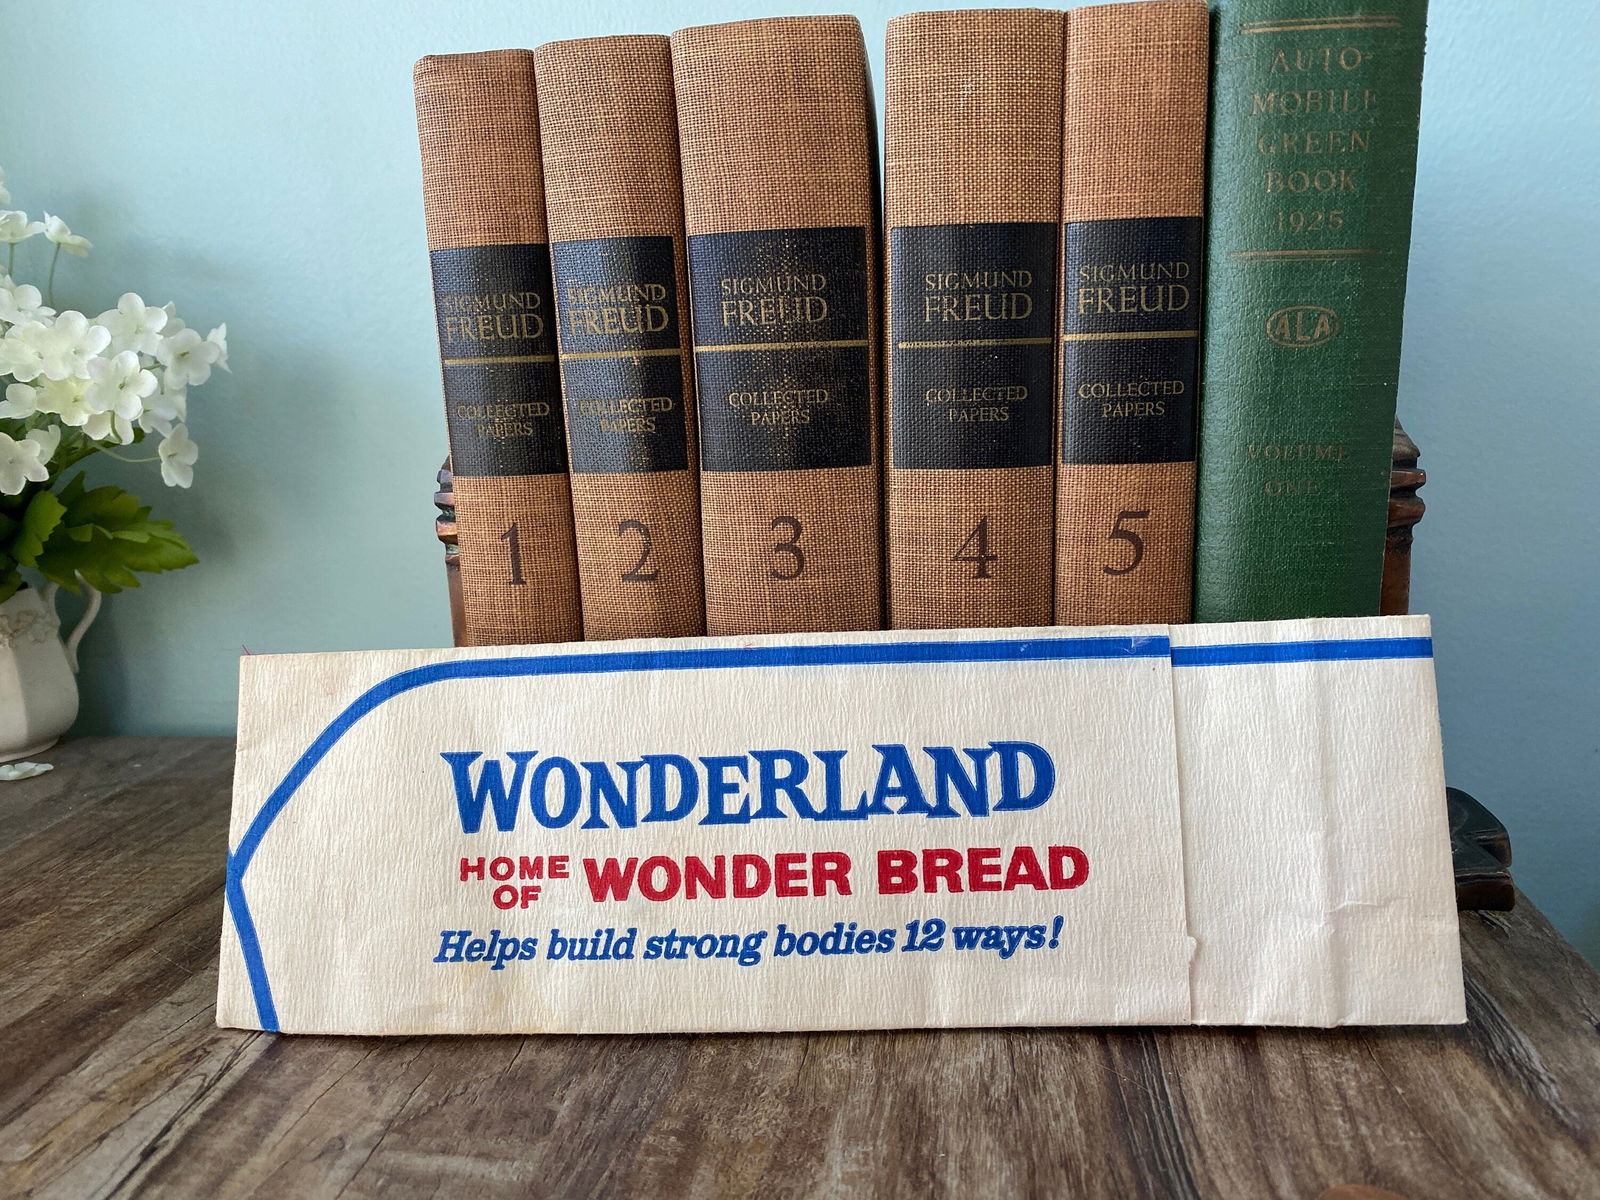 SIGMUND
FREUD
COLLECTED
PAPERS
1
SIGMUND
FREUD
COLLECTED
PAPERS
2
SIGMUND
FREUD
COLLECTED
PAPERS
3
SIGMUND
FREUD
COLLECTED
PAPERS
4
SIGMUND
FREUD
COLLECTED
PAPERS
5
AUTO-
MOBILE
GREEN
BOOK
1925
ALA
VOLUME
ONE
WONDERLAND
HOME
OF WONDER BREAD
Helps build strong bodies 12 ways!